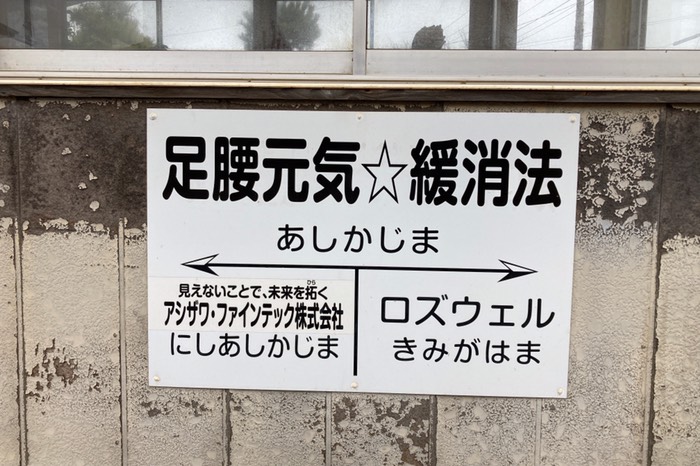 足腰元気☆緩消法
あしかじま
見えないことで、未来を拓く
ひら
アシザワ・ファインテック株式会社
にしあしかじま
ロズウェル
きみがはま